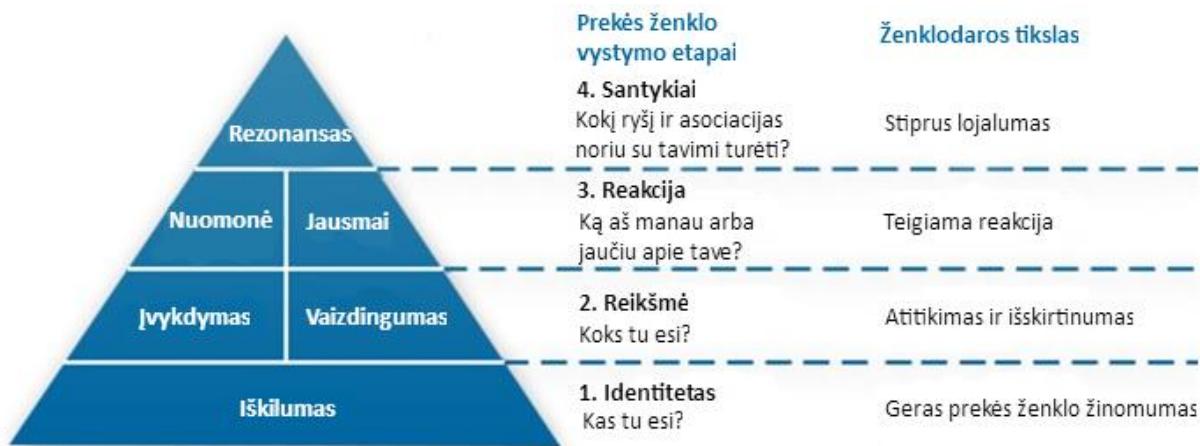 Prekės ženklo
vystymo etapai
Ženklodaros tikslas
Rezonansas
4. Santykiai
Kokį ryšį ir asociacijas
noriu su tavimi turėti?
Stiprus lojalumas
Nuomonė
Jausmai
3. Reakcija
Ką aš manau arba
jaučiu apie tave?
Teigiama reakcija
Įvykdymas
Vaizdingumas
2. Reikšmė
Koks tu esi?
Atitikimas ir išskirtinumas
Iškilumas
1. Identitetas
Kas tu esi?
Geras prekės ženklo žinomumas